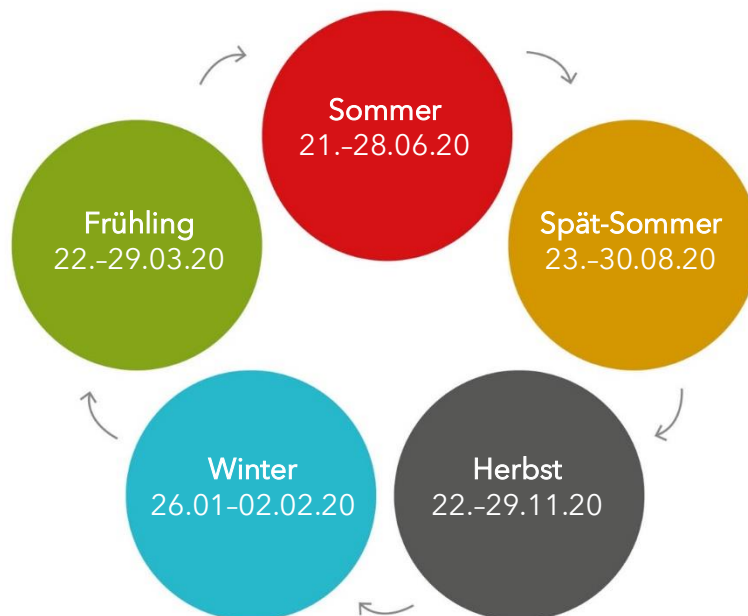 Sommer
21.–28.06.20
Frühling
22.–29.03.20
Spät-Sommer
23.–30.08.20
Winter
26.01–02.02.20
Herbst
22.–29.11.20